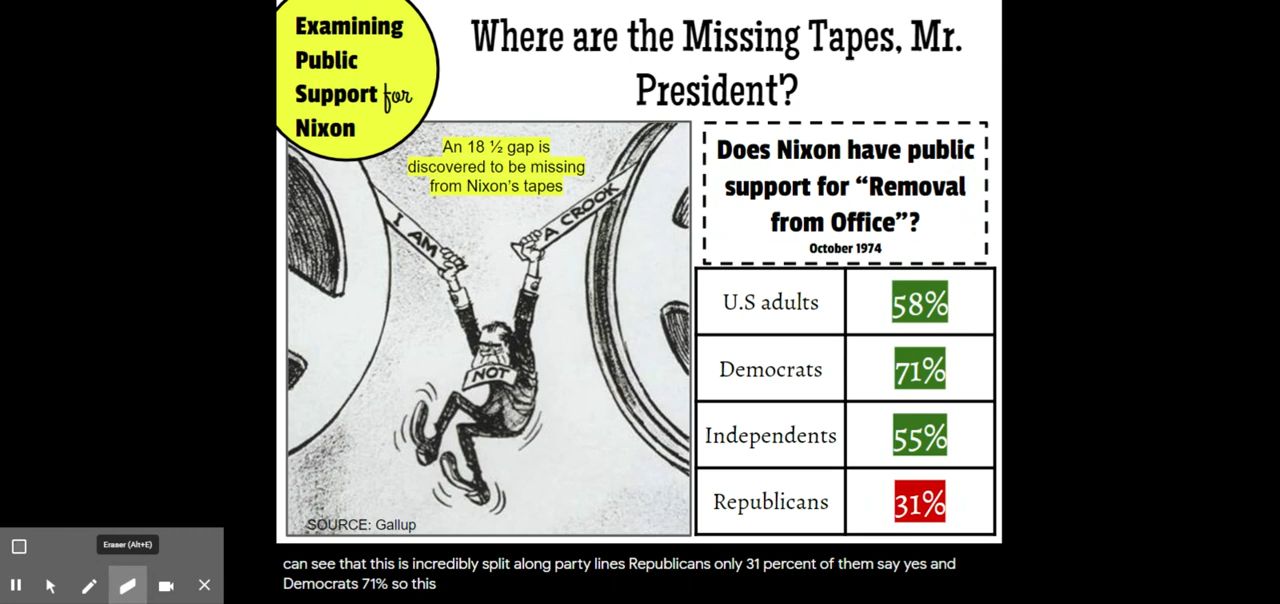 Examining
Public
Support for
Nixon
Where are the Missing Tapes, Mr.
President?
An 18 ½ gap is
discovered to be missing
from Nixon's tapes
I AM
A CROOK
NOT
SOURCE: Gallup
Does Nixon have public
support for “Removal
from Office”?
October 1974
U.S adults 58%
Democrats 71%
Independents 55%
Republicans 31%
Eraser (Alt+E)
can see that this is incredibly split along party lines Republicans only 31 percent of them say yes and
Democrats 71% so this